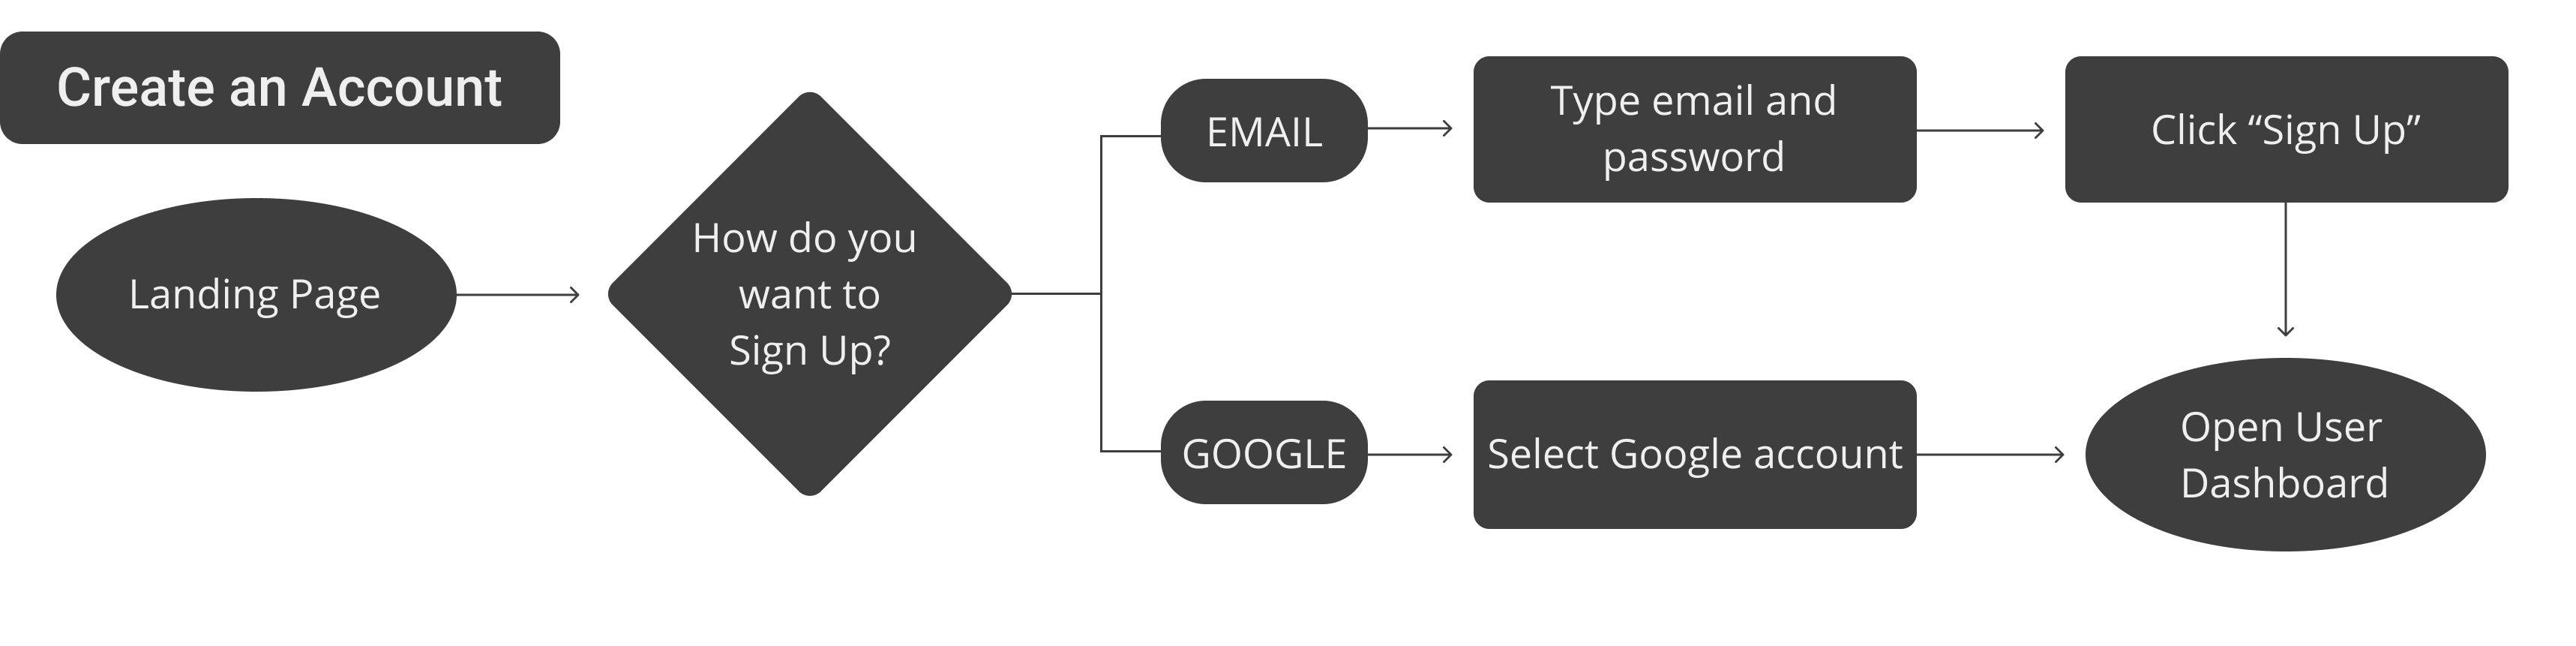 Create an Account
Landing Page
How do you
want to
Sign Up?
EMAIL
Type email and
password
Click “Sign Up”
GOOGLE
Select Google account
Open User
Dashboard